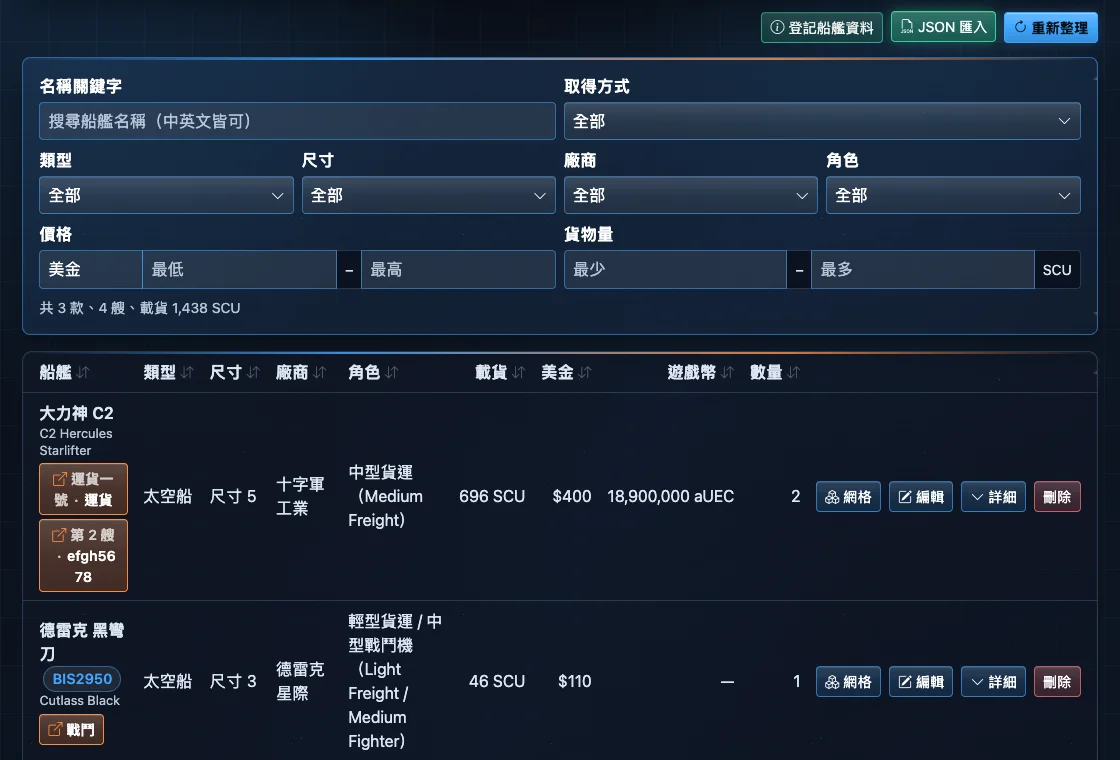 登記船艦資料 JSON 匯入 重新整理
名稱關鍵字 取得方式
搜尋船艦名稱（中英文皆可） 全部
類型 尺寸 廠商 角色
全部 全部 全部 全部
價格 貨物量
美金 最低 – 最高 最少 – 最多 SCU
共 3 款、4 艘、載貨 1,438 SCU
船艦 類型 尺寸 廠商 角色 載貨 美金 遊戲幣 數量
大力神 C2
C2 Hercules
Starlifter
運貨一
號 · 運貨
第 2 艘
· efgh56
78
太空船 尺寸 5
十字軍
工業
中型貨運
（Medium
Freight）
696 SCU $400 18,900,000 aUEC 2 網格 編輯 詳細 刪除
德雷克 黑彎
刀
BIS2950
Cutlass Black
戰鬥
太空船 尺寸 3
德雷克
星際
輕型貨運 / 中
型戰鬥機
（Light
Freight /
Medium
Fighter）
46 SCU $110 — 1 網格 編輯 詳細 刪除